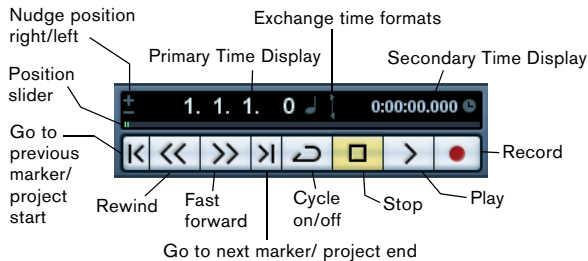 Nudge position
right/left
Exchange time formats
Primary Time Display
Secondary Time Display
Position
slider
1. 1. 1. 0
0:00:00.000
Go to
previous
marker/
project
start
Rewind
Fast
forward
Cycle
on/off
Stop
Play
Record
Go to next marker/ project end